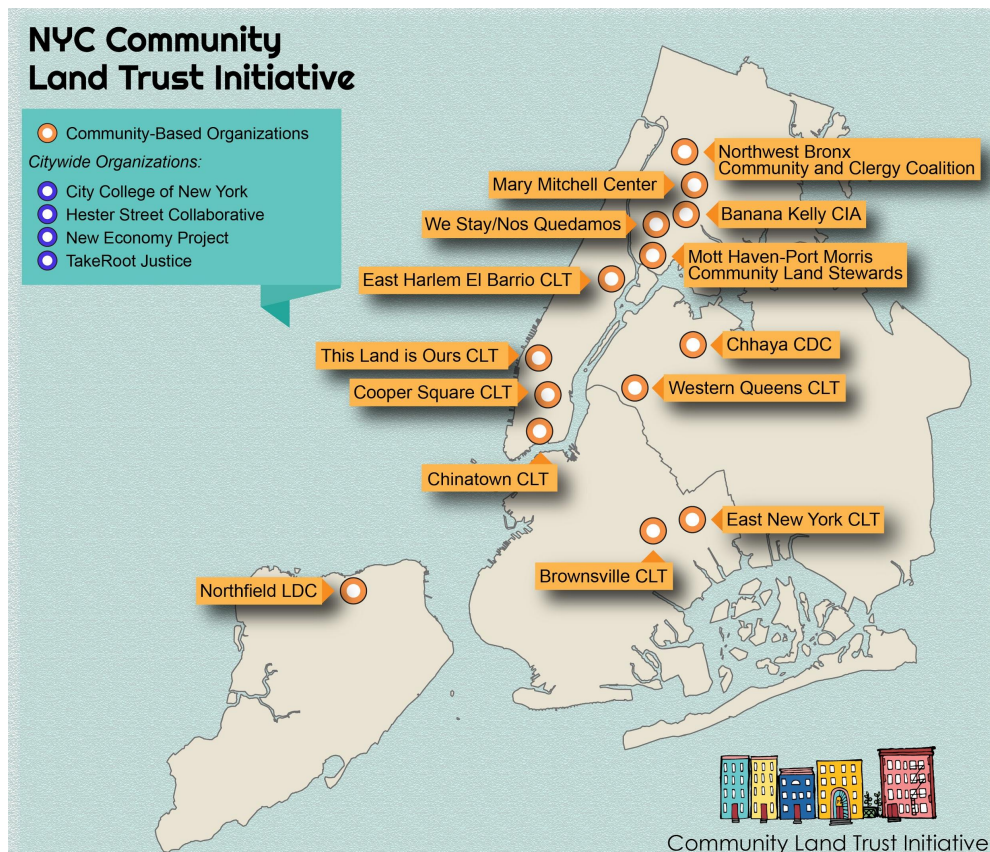 NYC Community
Land Trust Initiative
Community-Based Organizations
Citywide Organizations:
City College of New York
Hester Street Collaborative
New Economy Project
TakeRoot Justice
Northwest Bronx
Community and Clergy Coalition
Mary Mitchell Center
Banana Kelly CIA
We Stay/Nos Quedamos
Mott Haven-Port Morris
Community Land Stewards
East Harlem El Barrio CLT
This Land is Ours CLT
Chhaya CDC
Cooper Square CLT
Western Queens CLT
Chinatown CLT
East New York CLT
Brownsville CLT
Northfield LDC
Community Land Trust Initiative